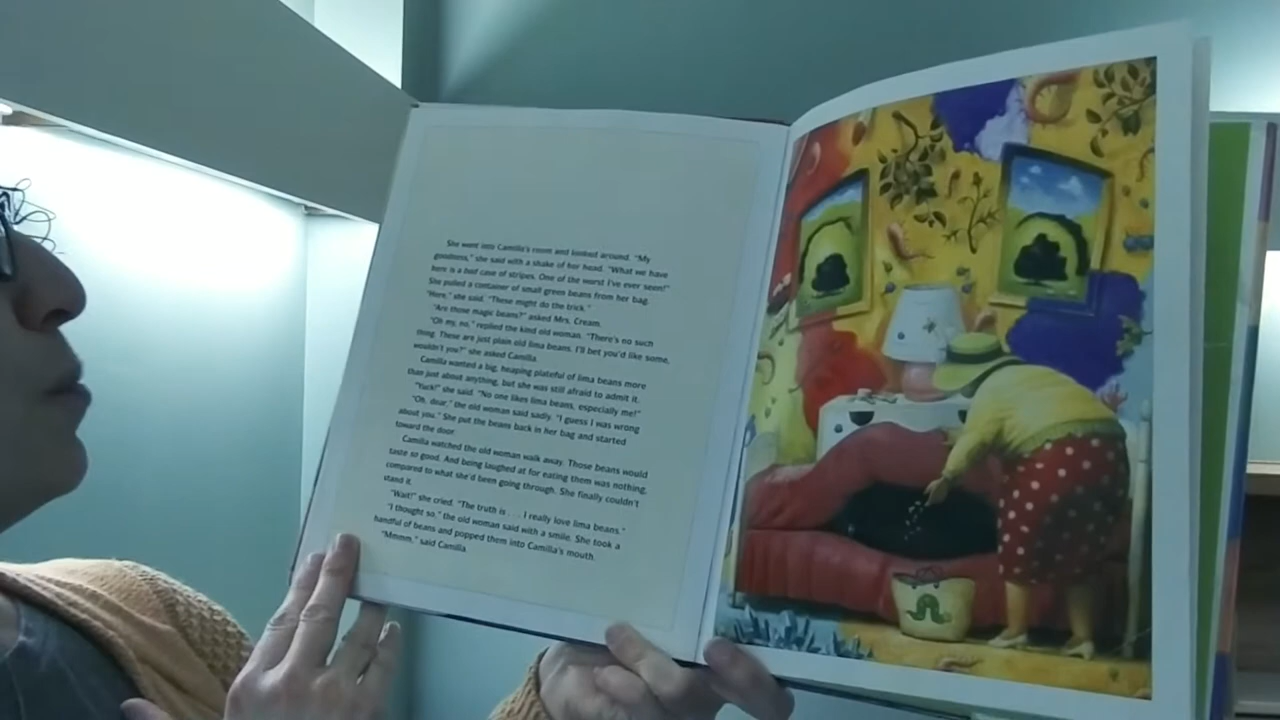 She went into Camilla's room and looked around. "My
goodness," she said with a shake of her head. "What we have
here is a bad case of stripes. One of the worst I've ever seen!"
She pulled a container of small green beans from her bag.
"Here," she said. "These might do the trick."
"Are those magic beans?" asked Mrs. Cream.
"Oh my, no," replied the kind old woman. "There's no such
thing. These are just plain old lima beans. I'll bet you'd like some,
wouldn't you?" she asked Camilla.
Camilla wanted a big, heaping plateful of lima beans more
than just about anything, but she was still afraid to admit it.
"Yuck!" she said. "No one likes lima beans, especially me!"
"Oh, dear," the old woman said sadly. "I guess I was wrong
about you." She put the beans back in her bag and started
toward the door.
Camilla watched the old woman walk away. Those beans would
taste so good. And being laughed at for eating them was nothing,
compared to what she'd been going through. She finally couldn't
stand it.
"Wait!" she cried. "The truth is . . . I really love lima beans."
"I thought so," the old woman said with a smile. She took a
handful of beans and popped them into Camilla's mouth.
"Mmmm," said Camilla.